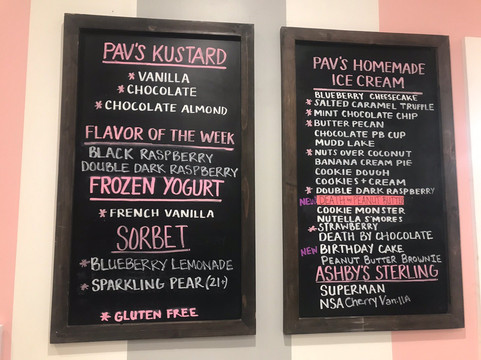 PAV'S KUSTARD
* VANILLA
* CHOCOLATE
* CHOCOLATE ALMOND
FLAVOR OF THE WEEK
BLACK RASPBERRY
DOUBLE DARK RASPBERRY
FROZEN YOGURT
* FRENCH VANILLA
SORBET
* BLUEBERRY LEMONADE
* SPARKLING PEAR (21+)
* GLUTEN FREE
PAV'S HOMEMADE
ICE CREAM
BLUEBERRY CHEESECAKE
* SALTED CARAMEL TRUFFLE
* MINT CHOCOLATE CHIP
* BUTTER PECAN
CHOCOLATE PB CUP
MUDD LAKE
* NUTS OVER COCONUT
BANANA CREAM PIE
COOKIE DOUGH
COOKIES + CREAM
* DOUBLE DARK RASPBERRY
NEW DEATH BY PEANUT BUTTER
COOKIE MONSTER
NUTELLA S'MORES
* STRAWBERRY
DEATH BY CHOCOLATE
NEW BIRTHDAY CAKE
PEANUT BUTTER BROWNIE
ASHBY'S STERLING
SUPERMAN
NSA Cherry Vanilla